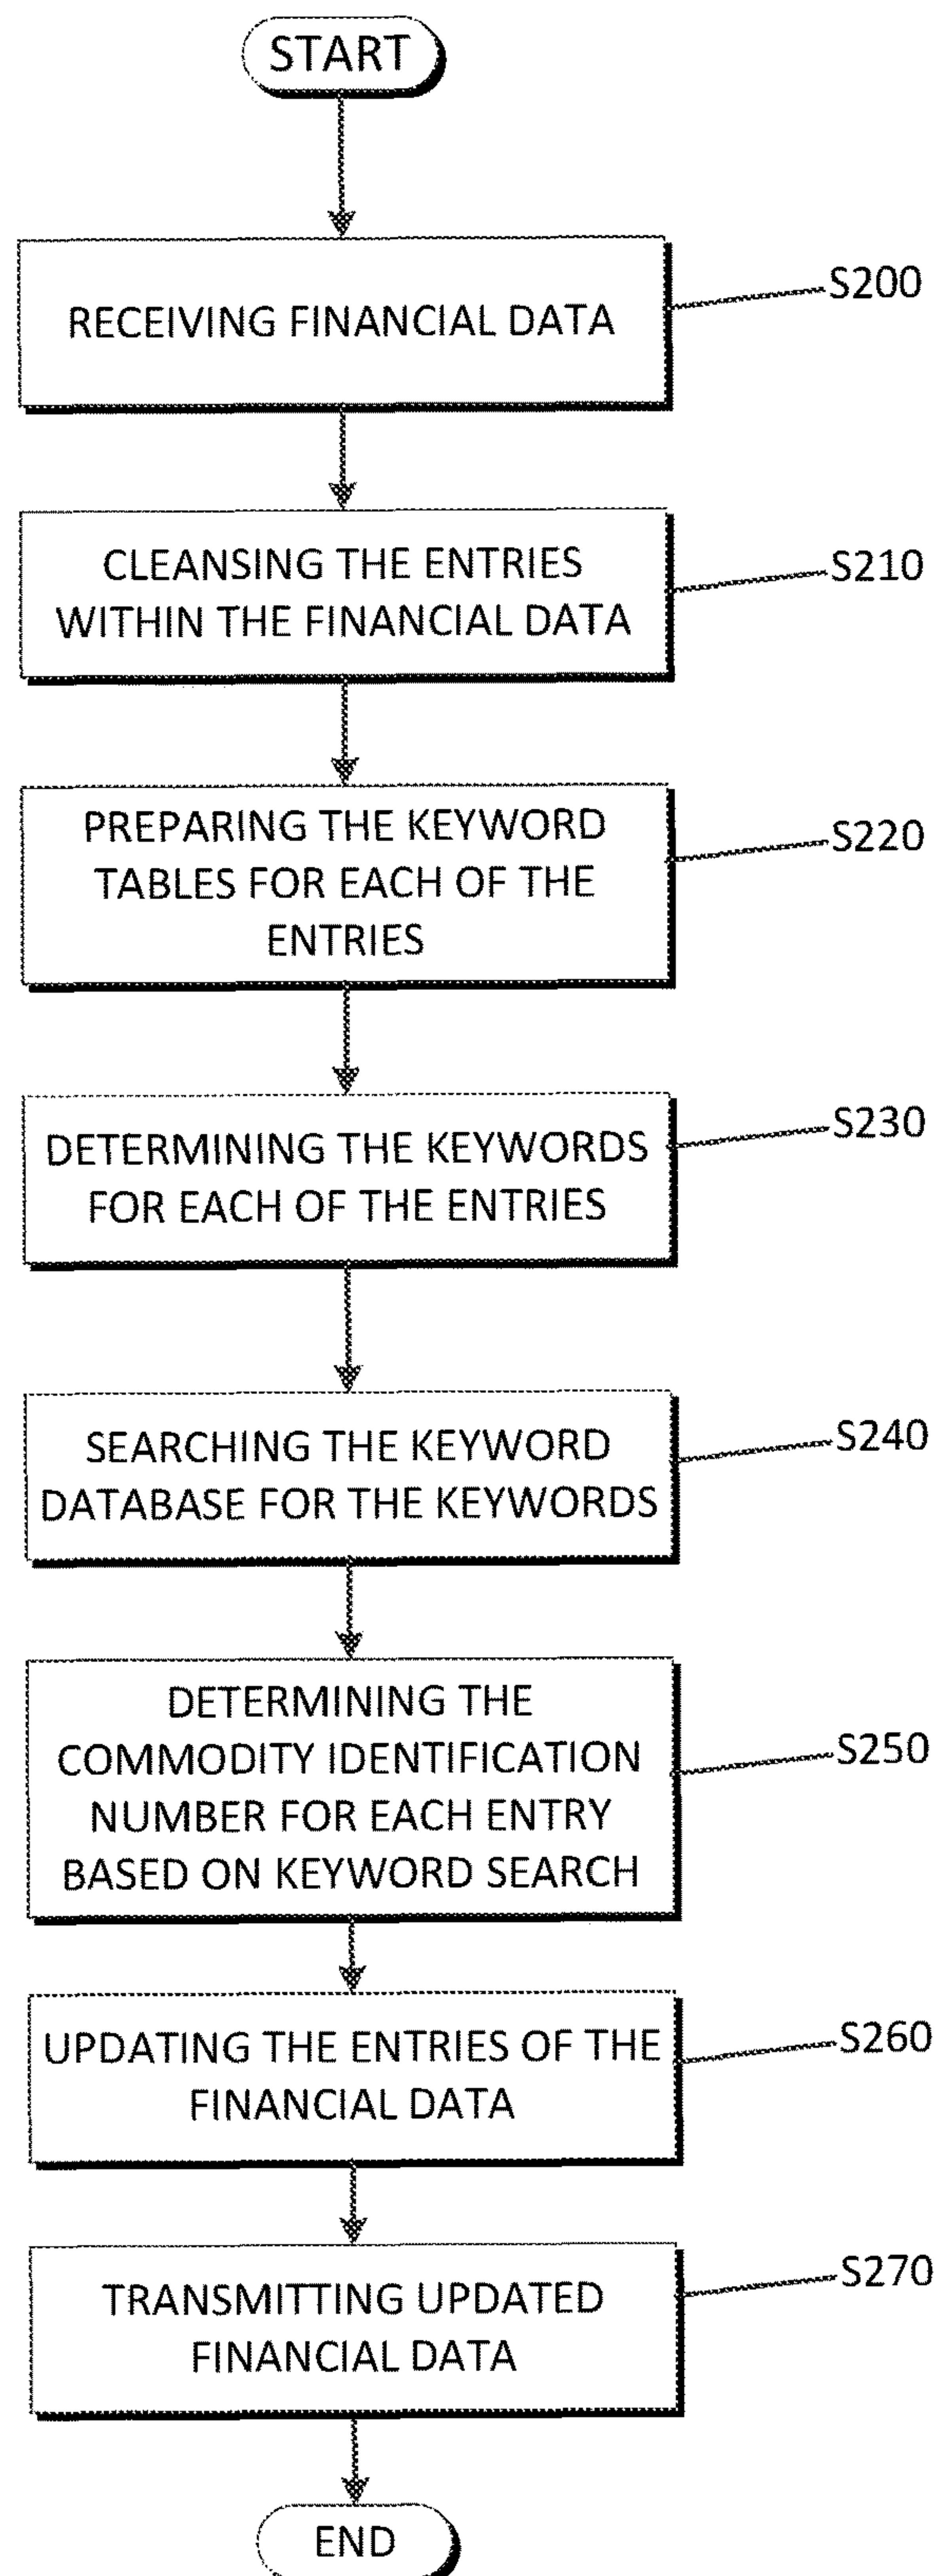 START
RECEIVING FINANCIAL DATA
S200
CLEANSING THE ENTRIES
WITHIN THE FINANCIAL DATA
S210
PREPARING THE KEYWORD
TABLES FOR EACH OF THE
ENTRIES
S220
DETERMINING THE KEYWORDS
FOR EACH OF THE ENTRIES
S230
SEARCHING THE KEYWORD
DATABASE FOR THE KEYWORDS
S240
DETERMINING THE
COMMODITY IDENTIFICATION
NUMBER FOR EACH ENTRY
BASED ON KEYWORD SEARCH
S250
UPDATING THE ENTRIES OF THE
FINANCIAL DATA
S260
TRANSMITTING UPDATED
FINANCIAL DATA
S270
END